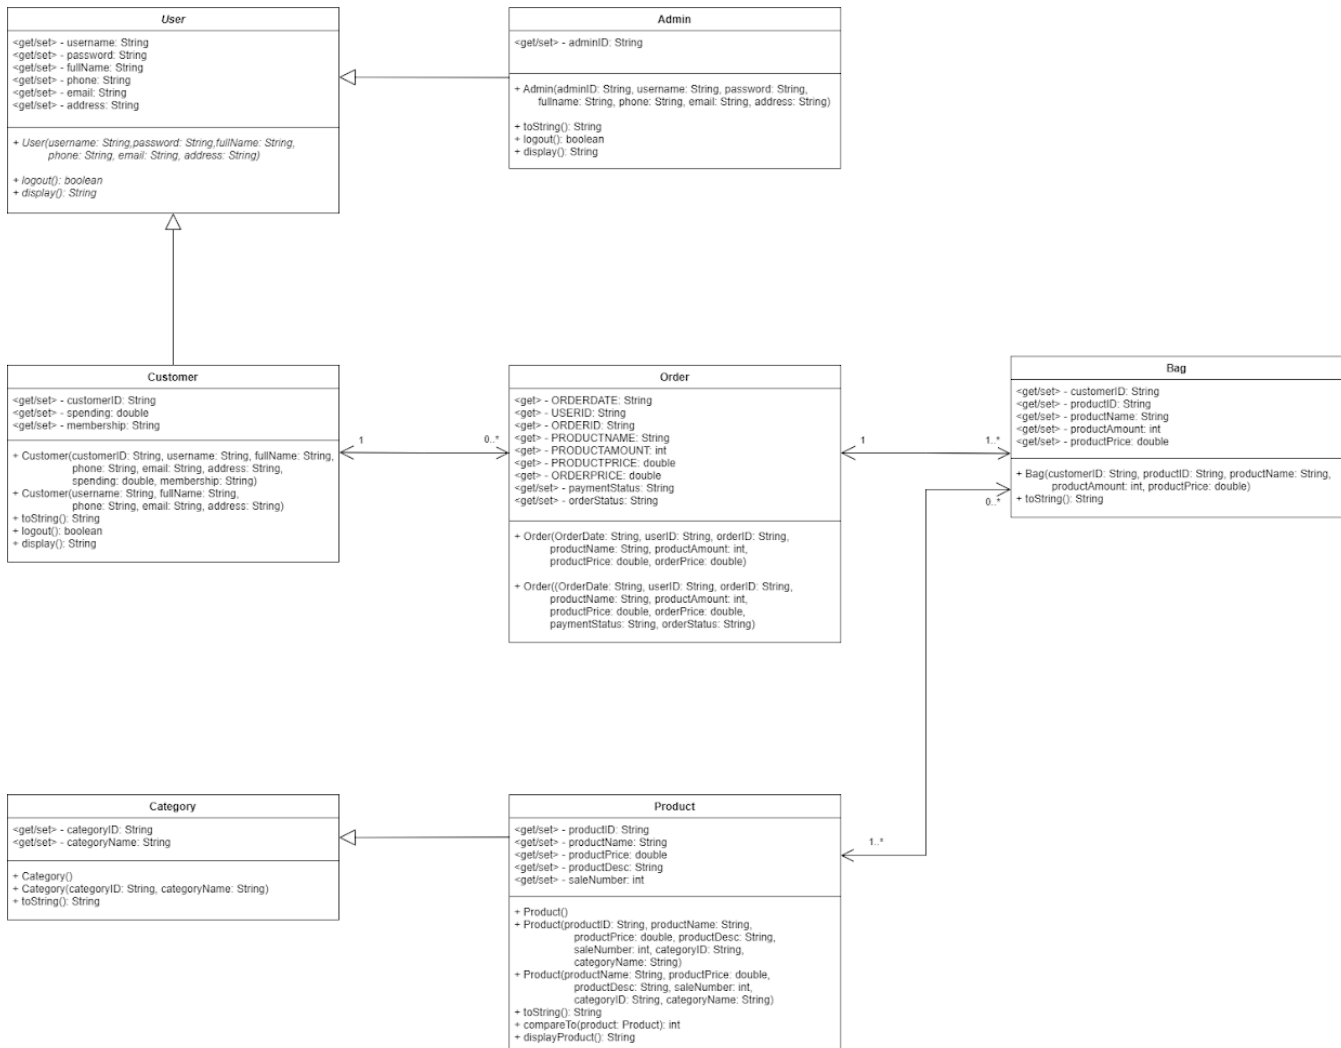 User
<get/set> - username: String
<get/set> - password: String
<get/set> - fullName: String
<get/set> - phone: String
<get/set> - email: String
<get/set> - address: String
+ User(username: String,password: String,fullName: String,
phone: String, email: String, address: String)
+ logout(): boolean
+ display(): String
Admin
<get/set> - adminID: String
+ Admin(adminID: String, username: String, password: String,
fullname: String, phone: String, email: String, address: String)
+ toString(): String
+ logout(): boolean
+ display(): String
Customer
<get/set> - customerID: String
<get/set> - spending: double
<get/set> - membership: String
+ Customer(customerID: String, username: String, fullName: String,
phone: String, email: String, address: String,
spending: double, membership: String)
+ Customer(username: String, fullName: String,
phone: String, email: String, address: String)
+ toString(): String
+ logout(): boolean
+ display(): String
1
0..*
Order
<get> - ORDERDATE: String
<get> - USERID: String
<get> - ORDERID: String
<get> - PRODUCTNAME: String
<get> - PRODUCTAMOUNT: int
<get> - PRODUCTPRICE: double
<get> - ORDERPRICE: double
<get/set> - paymentStatus: String
<get/set> - orderStatus: String
+ Order(OrderDate: String, userID: String, orderID: String,
productName: String, productAmount: int,
productPrice: double, orderPrice: double)
+ Order((OrderDate: String, userID: String, orderID: String,
productName: String, productAmount: int,
productPrice: double, orderPrice: double,
paymentStatus: String, orderStatus: String)
1
1..*
Bag
<get/set> - customerID: String
<get/set> - productID: String
<get/set> - productName: String
<get/set> - productAmount: int
<get/set> - productPrice: double
+ Bag(customerID: String, productID: String, productName: String,
productAmount: int, productPrice: double)
+ toString(): String
0..*
1..*
Category
<get/set> - categoryID: String
<get/set> - categoryName: String
+ Category()
+ Category(categoryID: String, categoryName: String)
+ toString(): String
Product
<get/set> - productID: String
<get/set> - productName: String
<get/set> - productPrice: double
<get/set> - productDesc: String
<get/set> - saleNumber: int
+ Product()
+ Product(productID: String, productName: String,
productPrice: double, productDesc: String,
saleNumber: int, categoryID: String,
categoryName: String)
+ Product(productName: String, productPrice: double,
productDesc: String, saleNumber: int,
categoryID: String, categoryName: String)
+ toString(): String
+ compareTo(product: Product): int
+ displayProduct(): String